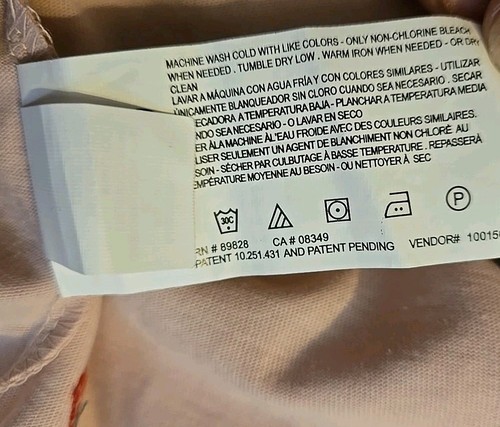 MACHINE WASH COLD WITH LIKE COLORS - ONLY NON-CHLORINE BLEACH
WHEN NEEDED . TUMBLE DRY LOW . WARM IRON WHEN NEEDED - OR DRY
CLEAN
LAVAR A MÁQUINA CON AGUA FRÍA Y CON COLORES SIMILARES - UTILIZAR
ÚNICAMENTE BLANQUEADOR SIN CLORO CUANDO SEA NECESARIO . SECAR
ECADORA A TEMPERATURA BAJA - PLANCHAR A TEMPERATURA MEDIA
NDO SEA NECESARIO - O LAVAR EN SECO
ER À LA MACHINE À L'EAU FROIDE AVEC DES COULEURS SIMILAIRES.
LISER SEULEMENT UN AGENT DE BLANCHIMENT NON CHLORÉ AU
SOIN - SÉCHER PAR CULBUTAGE À BASSE TEMPERATURE . REPASSER À
EMPÉRATURE MOYENNE AU BESOIN - OU NETTOYER À SEC
30C P
RN # 89828 CA # 08349 VENDOR# 10015
PATENT 10.251.431 AND PATENT PENDING